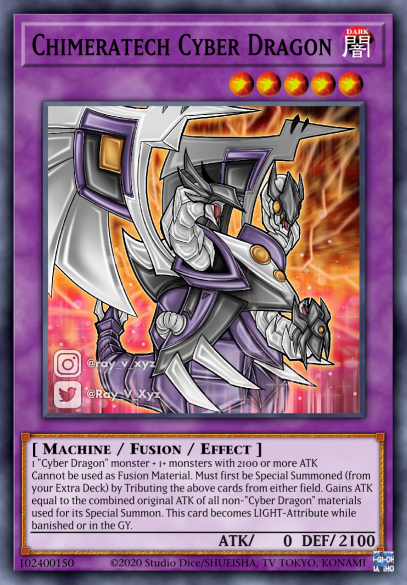 CHIMERATECH CYBER DRAGON
DARK
闇
@ray_v_xyz
@Ray_V_Xyz
[ MACHINE / FUSION / EFFECT ]
1 "Cyber Dragon" monster + 1+ monsters with 2100 or more ATK
Cannot be used as Fusion Material. Must first be Special Summoned (from
your Extra Deck) by Tributing the above cards from either field. Gains ATK
equal to the combined original ATK of all non-"Cyber Dragon" materials
used for its Special Summon. This card becomes LIGHT-Attribute while
banished or in the GY.
ATK/ 0 DEF/2100
102400150 ©2020 Studio Dice/SHUEISHA, TV TOKYO, KONAMI